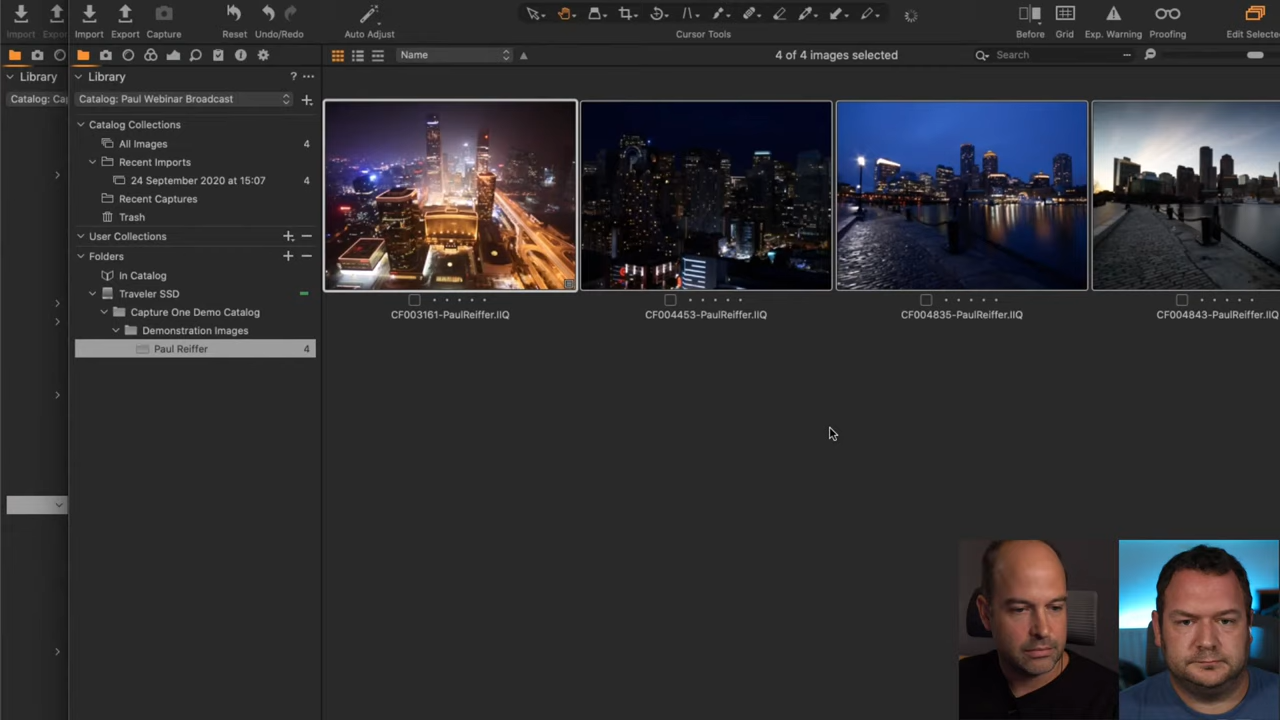 Import
Import Export Capture
Reset Undo/Redo
Auto Adjust
Cursor Tools
Before Grid Exp. Warning Proofing
Library
Library ? ...
Name
4 of 4 images selected
Search
Catalog: Paul Webinar Broadcast
Catalog Collections
All Images 4
Recent Imports
24 September 2020 at 15:07 4
Recent Captures
Trash
User Collections
Folders
In Catalog
Traveler SSD
Capture One Demo Catalog
Demonstration Images
Paul Reiffer 4
CF003161-PaulReiffer.IIQ
CF004453-PaulReiffer.IIQ
CF004835-PaulReiffer.IIQ
CF004843-PaulReiffer.IIQ